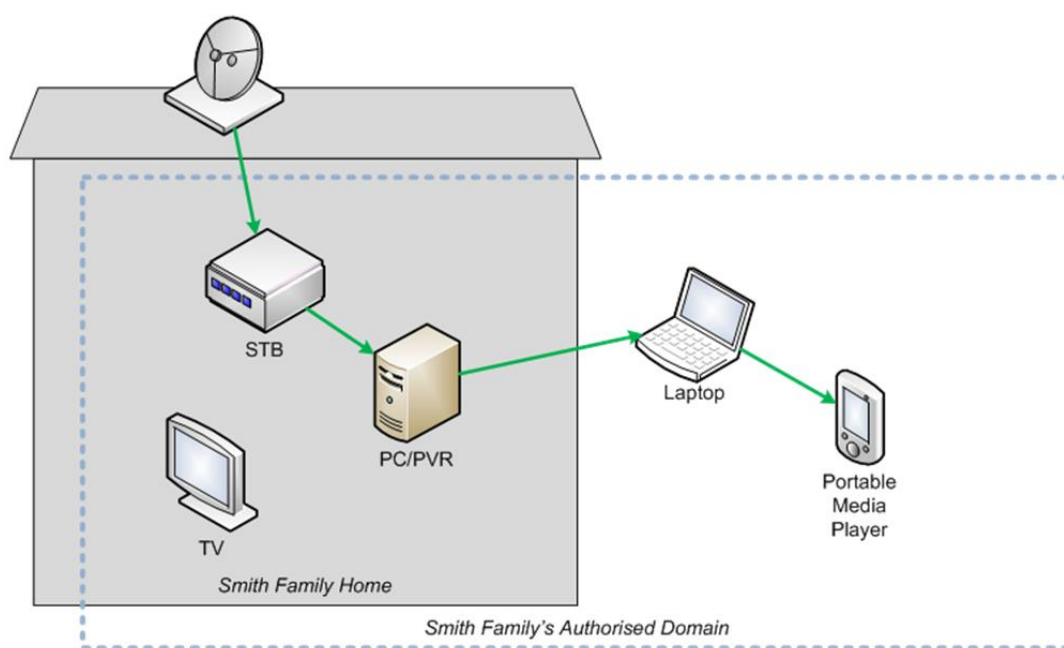 STB
Laptop
PC/PVR
Portable
Media
Player
TV
Smith Family Home
Smith Family's Authorised Domain